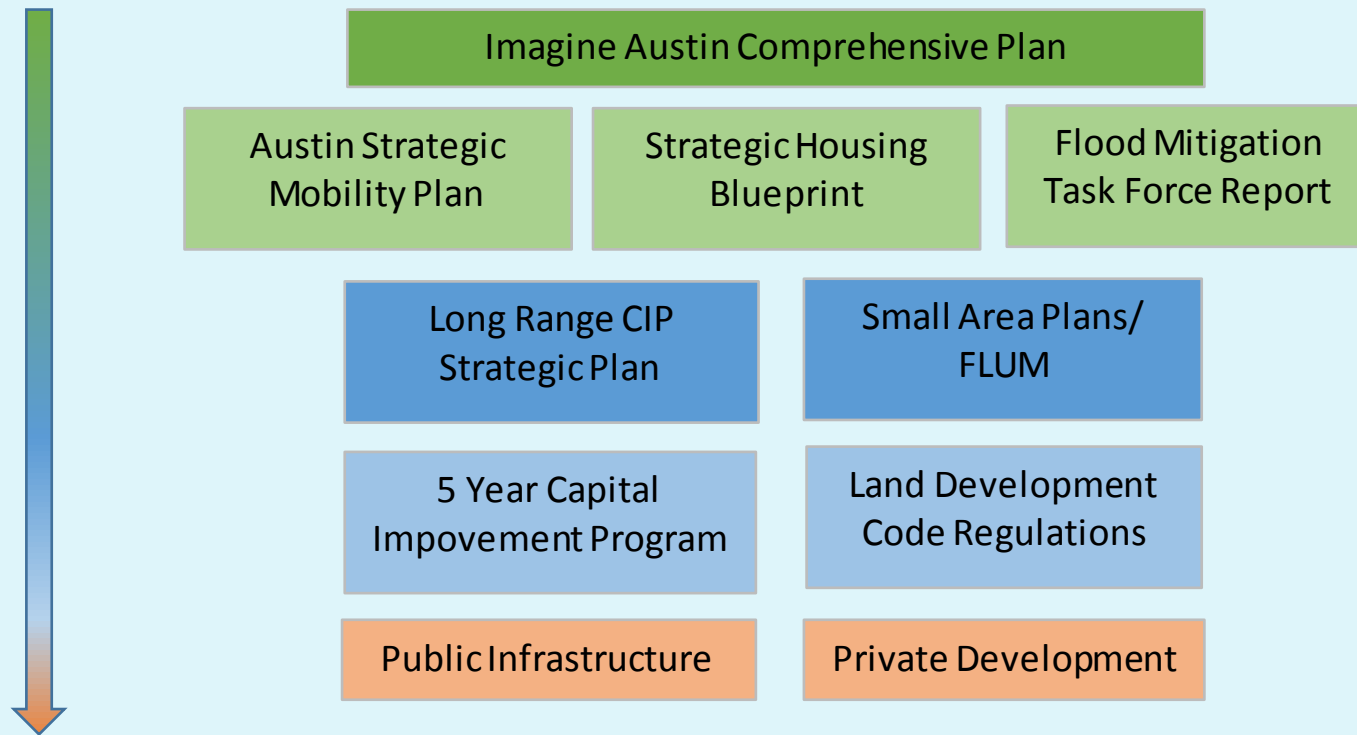 Imagine Austin Comprehensive Plan
Austin Strategic
Mobility Plan
Strategic Housing
Blueprint
Flood Mitigation
Task Force Report
Long Range CIP
Strategic Plan
Small Area Plans/
FLUM
5 Year Capital
Impovement Program
Land Development
Code Regulations
Public Infrastructure
Private Development